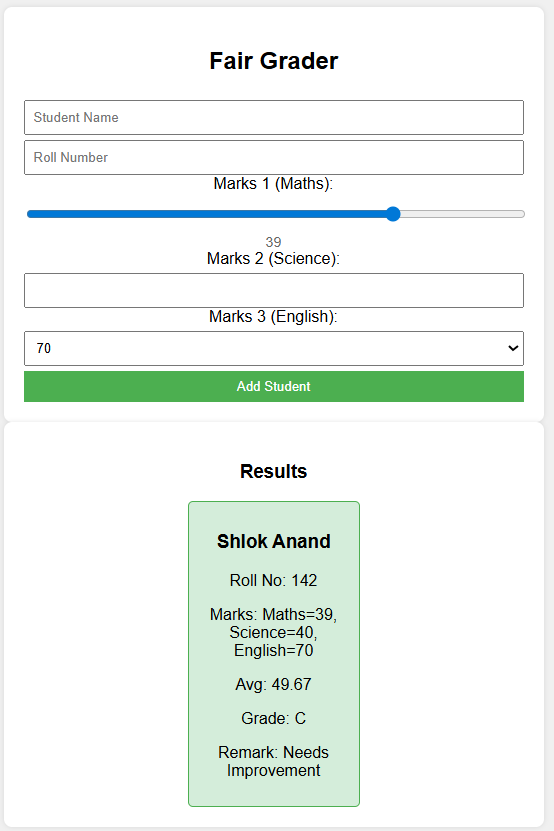 Fair Grader
Student Name
Roll Number
Marks 1 (Maths):
39
Marks 2 (Science):
Marks 3 (English):
70
Add Student
Results
Shlok Anand
Roll No: 142
Marks: Maths=39,
Science=40,
English=70
Avg: 49.67
Grade: C
Remark: Needs
Improvement